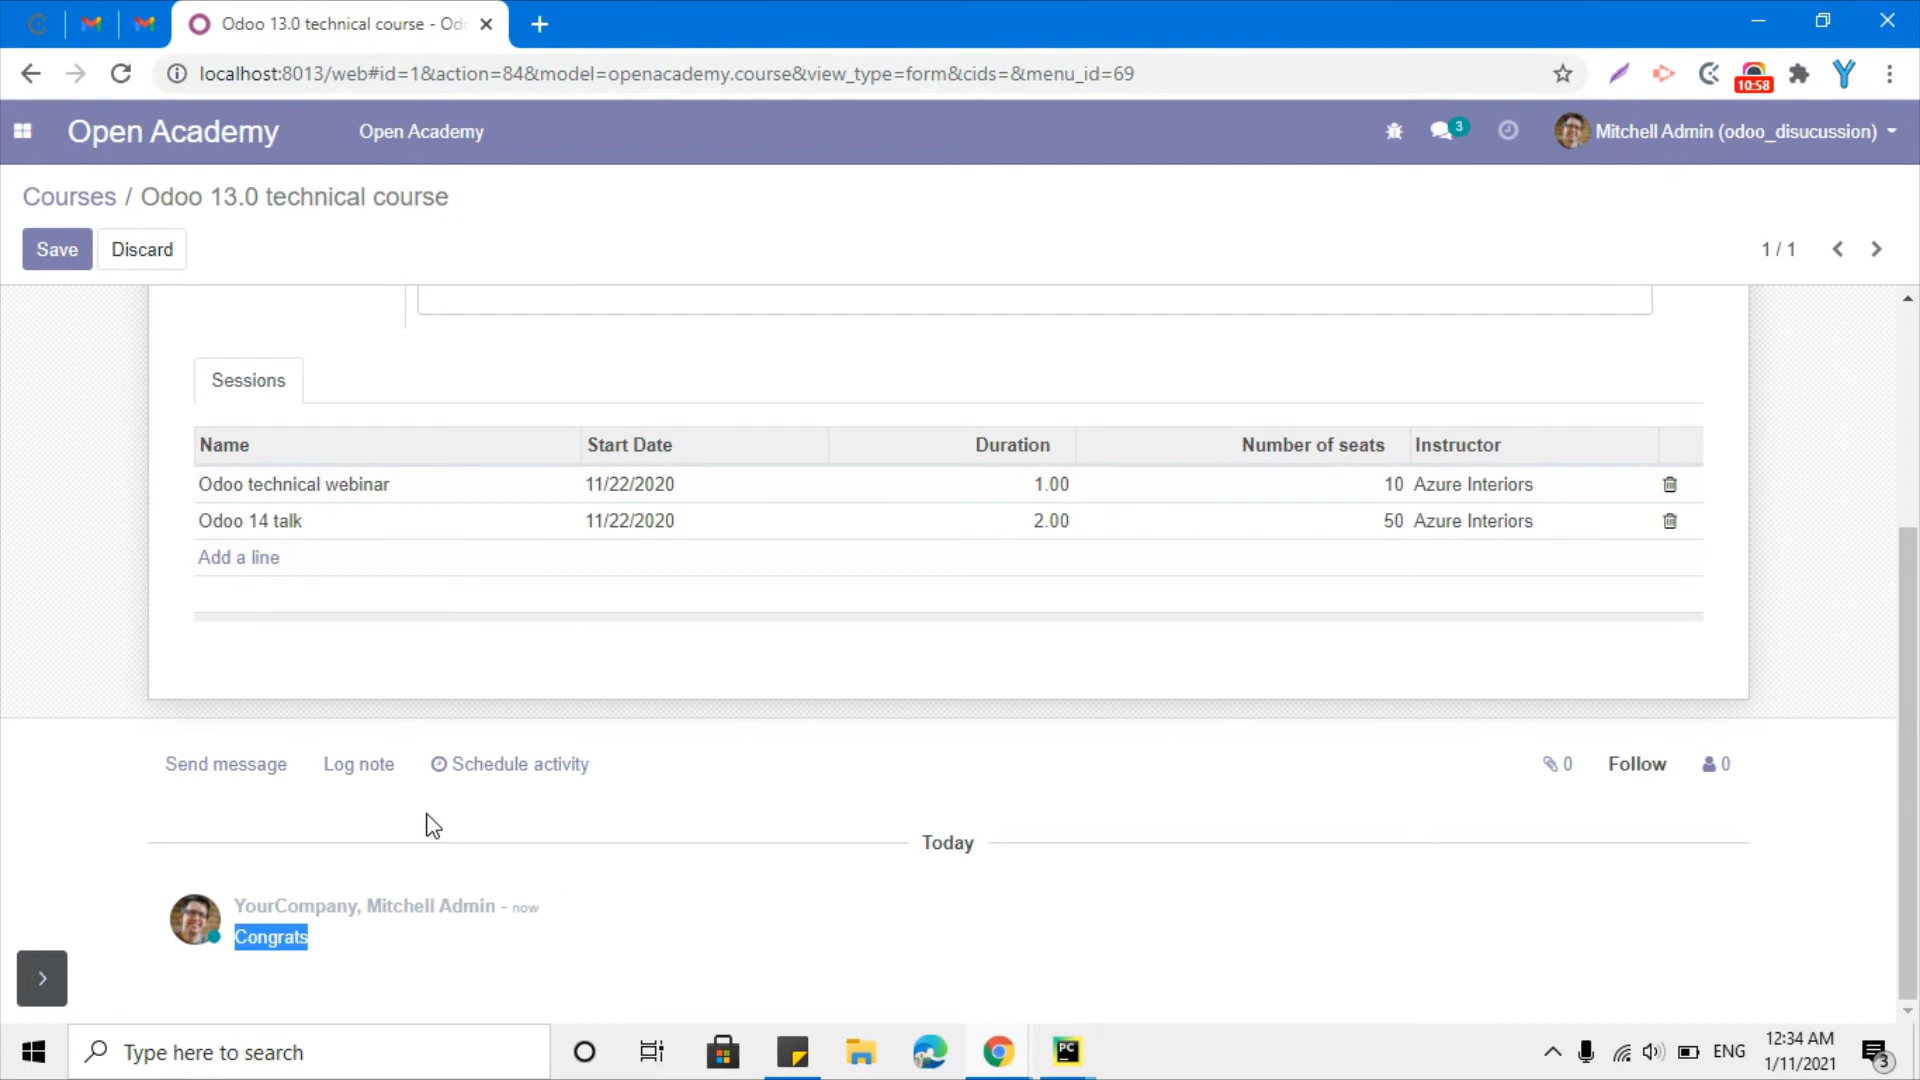 Odoo 13.0 technical course - Od
localhost:8013/web#id=1&action=84&model=openacademy.course&view_type=form&cids=&menu_id=69
10:58
Open Academy
Open Academy
3
Mitchell Admin (odoo_disucussion)
Courses / Odoo 13.0 technical course
Save
Discard
1 / 1
Sessions
Name Start Date Duration Number of seats Instructor
Odoo technical webinar 11/22/2020 1.00 10 Azure Interiors
Odoo 14 talk 11/22/2020 2.00 50 Azure Interiors
Add a line
Send message Log note Schedule activity 0 Follow 0
Today
YourCompany, Mitchell Admin - now
Congrats
Type here to search
PC
ENG
12:34 AM
1/11/2021
3